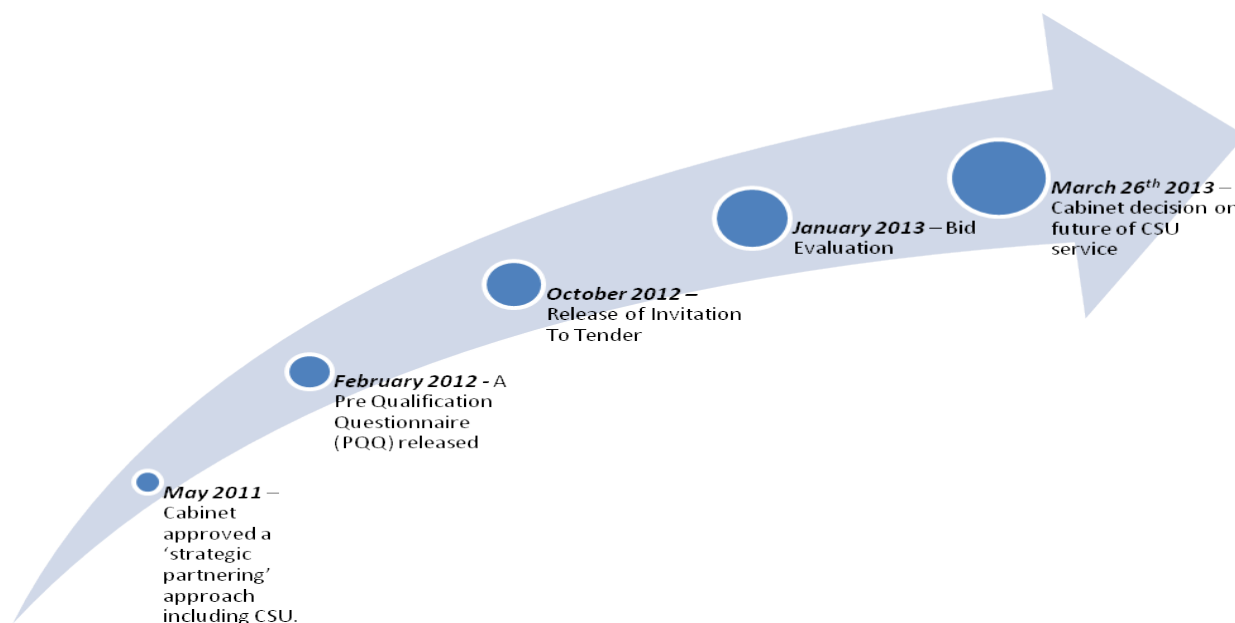 May 2011 –
Cabinet
approved a
‘strategic
partnering’
approach
including CSU.
February 2012 - A
Pre Qualification
Questionnaire
(PQQ) released
October 2012 –
Release of Invitation
To Tender
January 2013 – Bid
Evaluation
March 26th 2013 –
Cabinet decision on
future of CSU
service